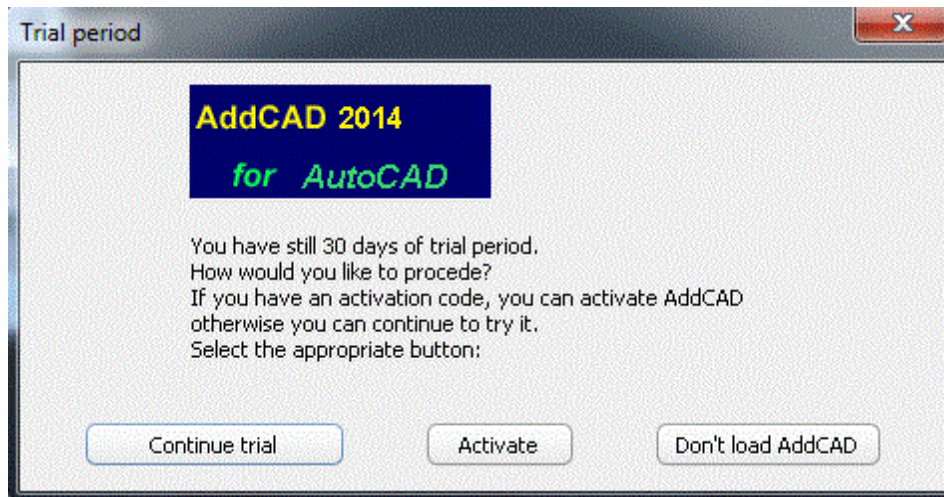 Trial period
AddCAD 2014
for AutoCAD
You have still 30 days of trial period.
How would you like to procede?
If you have an activation code, you can activate AddCAD
otherwise you can continue to try it.
Select the appropriate button:
Continue trial Activate Don't load AddCAD